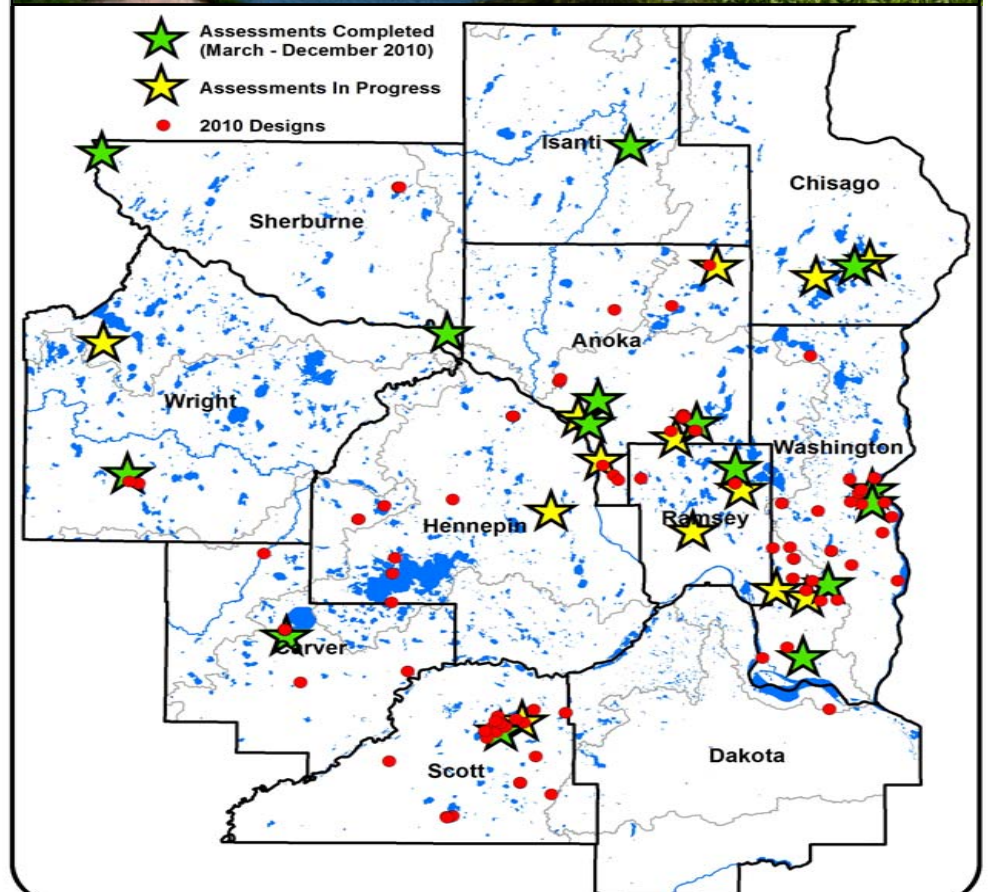 Assessments Completed
(March - December 2010)
Assessments In Progress
2010 Designs
Isanti
Chisago
Sherburne
Anoka
Wright
Washington
Hennepin
Ramsey
Carver
Scott
Dakota